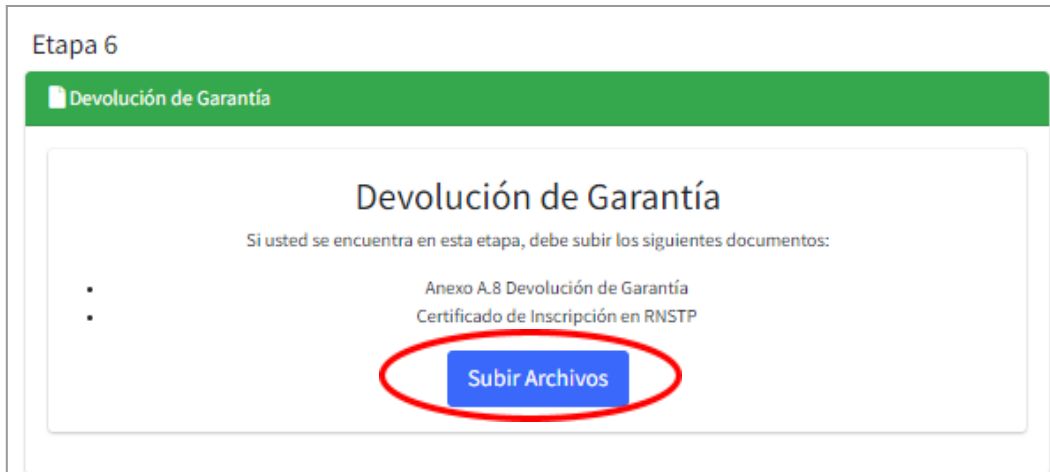 Etapa 6
Devolución de Garantía
Devolución de Garantía
Si usted se encuentra en esta etapa, debe subir los siguientes documentos:
• Anexo A.8 Devolución de Garantía
• Certificado de Inscripción en RNSTP
Subir Archivos